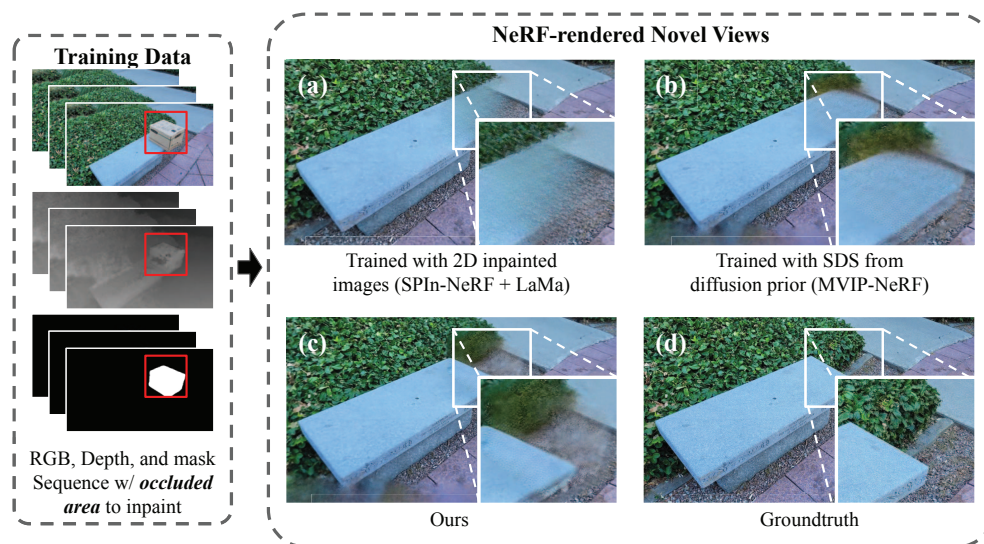 Training Data
RGB, Depth, and mask
Sequence w/ occluded
area to inpaint
NeRF-rendered Novel Views
(a)
Trained with 2D inpainted
images (SPIn-NeRF + LaMa)
(b)
Trained with SDS from
diffusion prior (MVIP-NeRF)
(c)
Ours
(d)
Groundtruth